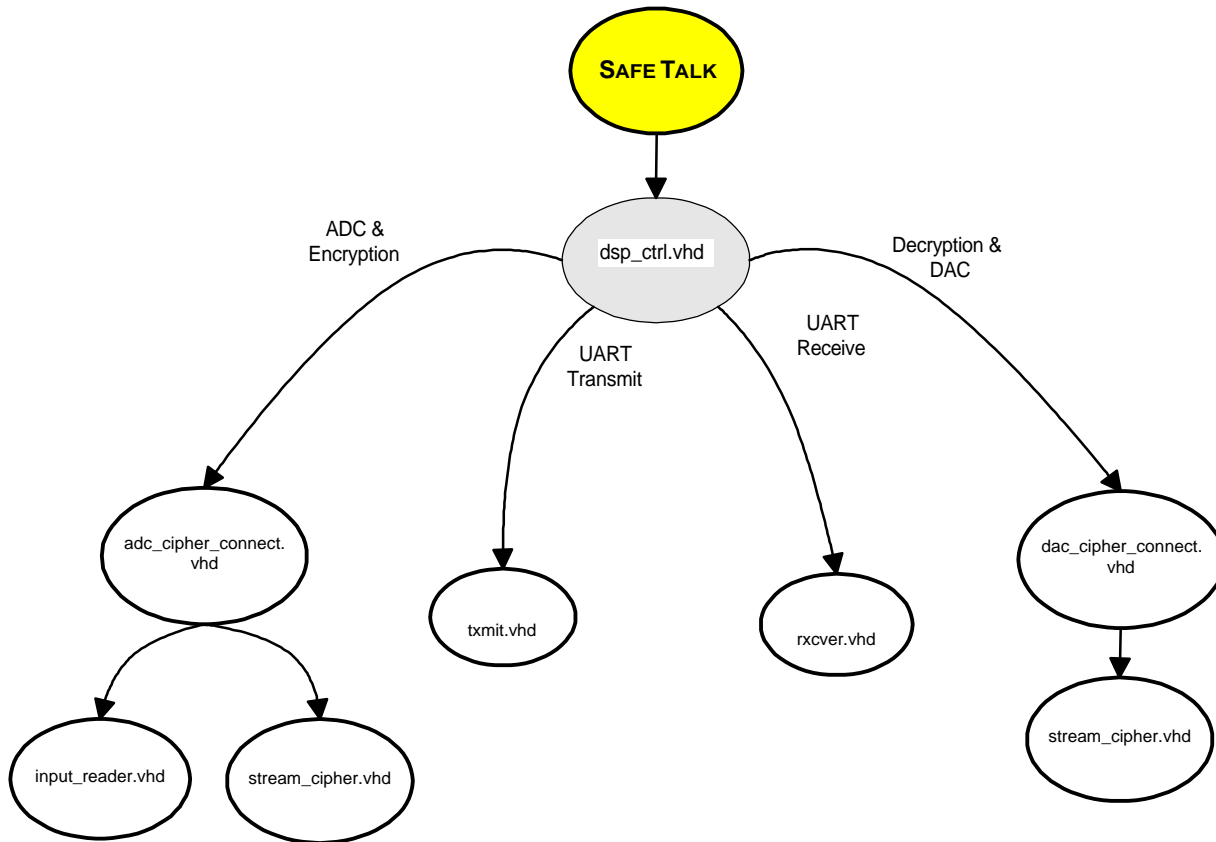 SAFE TALK
dsp_ctrl.vhd
ADC &
Encryption
Decryption &
DAC
UART
Transmit
UART
Receive
adc_cipher_connect.
vhd
txmit.vhd
rxcver.vhd
dac_cipher_connect.
vhd
input_reader.vhd
stream_cipher.vhd
stream_cipher.vhd